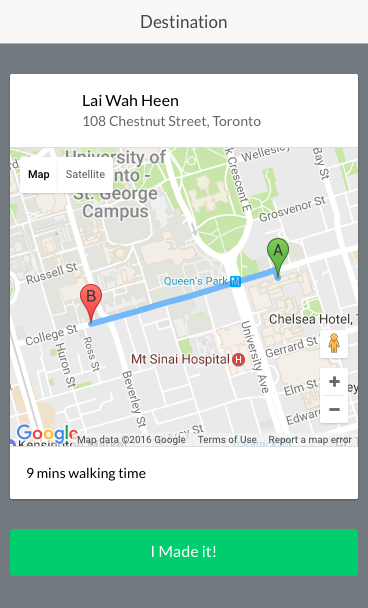 Destination
Lai Wah Heen
108 Chestnut Street, Toronto
Map
Satellite
University of
nto -
St. George
Campus
Wellesley
Bay St
Crescent E
Grosvenor St
Russell St
Queen's Park
M
A
B
Chelsea Hotel, T
College St
Huron St
Ross St
Beverley St
Mt Sinai Hospital
H
University Ave
Gerrard St
Elm St
Edward
+
−
Google
Map data ©2016 Google
Terms of Use
Report a map error
Kensington
9 mins walking time
I Made it!